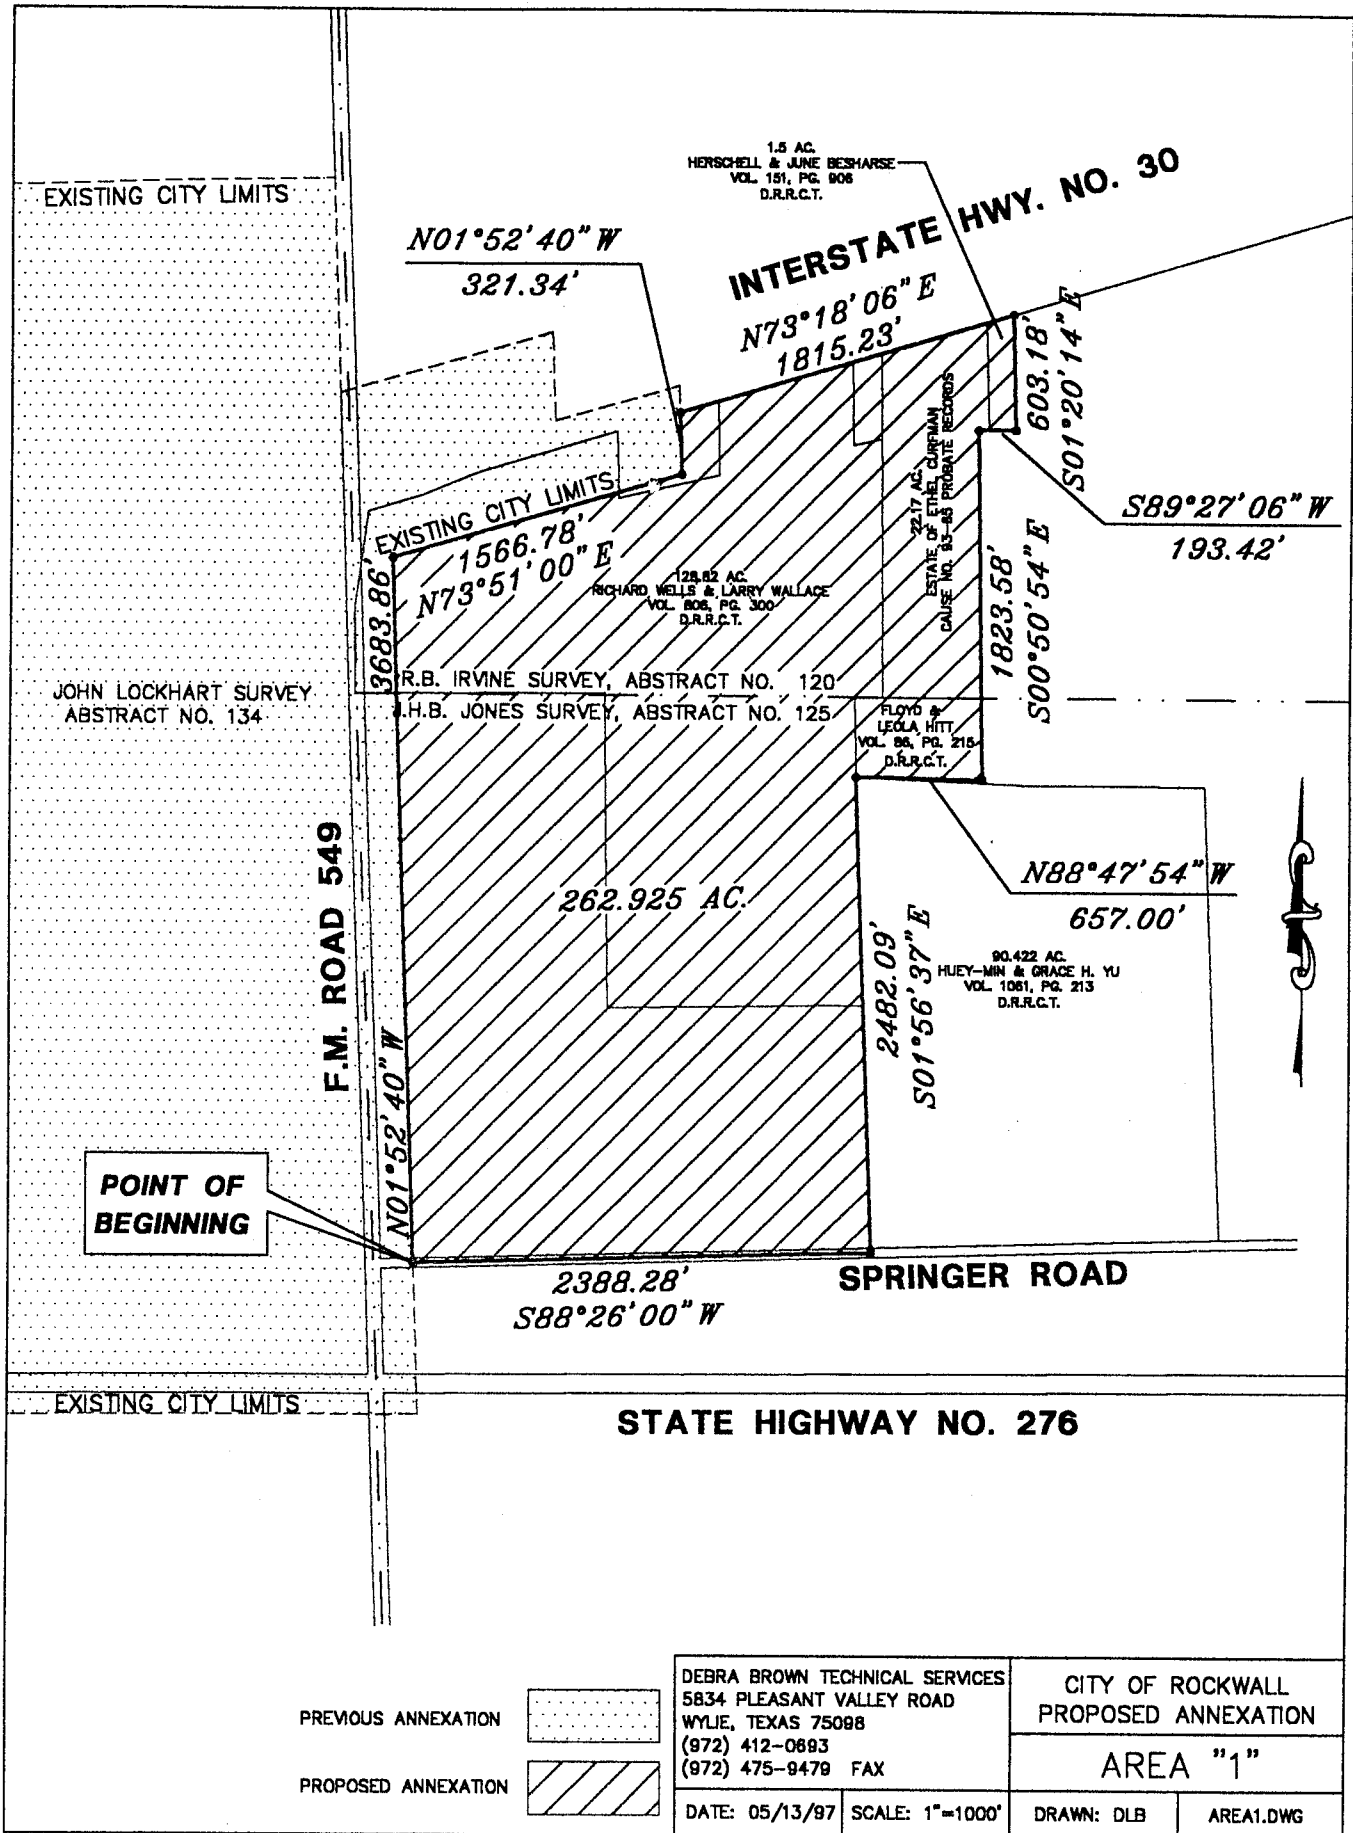 1.5 AC.
HERSCHELL & JUNE BESHARSE
VOL. 151, PG. 906
D.R.R.C.T.
INTERSTATE HWY. NO. 30
EXISTING CITY LIMITS
N01°52'40" W
321.34'
N73°18'06" E
1815.23'
603.18'
S01°20'14" E
S89°27'06" W
193.42'
EXISTING CITY LIMITS
1566.78'
N73°51'00" E
3683.86'
128.82 AC.
RICHARD WELLS & LARRY WALLACE
VOL. 806, PG. 300
D.R.R.C.T.
22.17 AC.
ESTATE OF ETHEL CURFMAN
CAUSE NO. 93-85 PROBATE RECORDS
1823.58'
S00°50'54" E
R.B. IRVINE SURVEY, ABSTRACT NO. 120
J.H.B. JONES SURVEY, ABSTRACT NO. 125
JOHN LOCKHART SURVEY
ABSTRACT NO. 134
FLOYD &
LEOLA HITT
VOL. 86, PG. 215
D.R.R.C.T.
F.M. ROAD 549
262.925 AC.
N88°47'54" W
657.00'
90.422 AC.
HUEY-MIN & GRACE H. YU
VOL. 1061, PG. 213
D.R.R.C.T.
2482.09'
S01°56'37" E
N01°52'40" W
POINT OF
BEGINNING
2388.28'
S88°26'00" W
SPRINGER ROAD
EXISTING CITY LIMITS
STATE HIGHWAY NO. 276
PREVIOUS ANNEXATION
PROPOSED ANNEXATION
DEBRA BROWN TECHNICAL SERVICES
5834 PLEASANT VALLEY ROAD
WYLIE, TEXAS 75098
(972) 412-0693
(972) 475-9479 FAX
CITY OF ROCKWALL
PROPOSED ANNEXATION
AREA "1"
DATE: 05/13/97
SCALE: 1"=1000'
DRAWN: DLB
AREA1.DWG